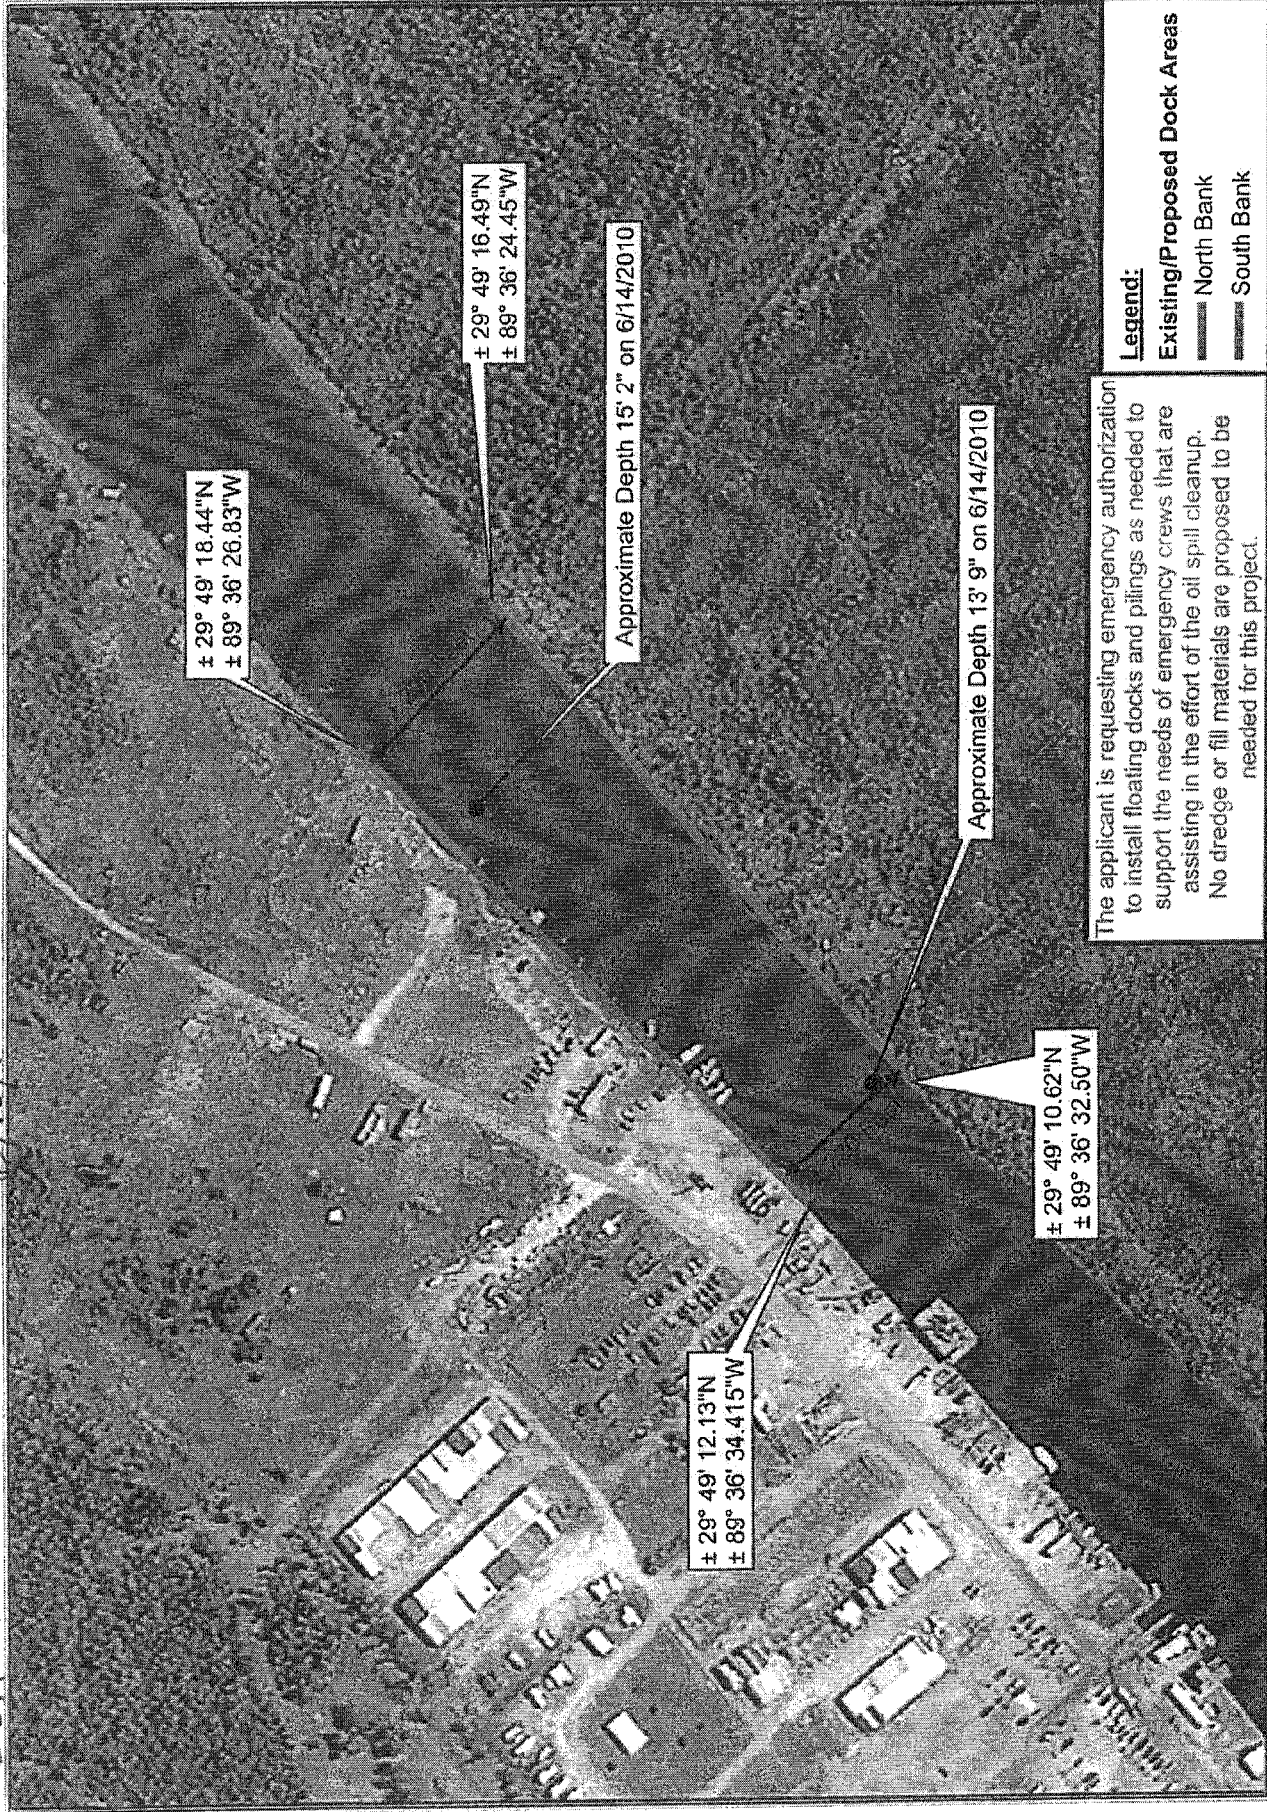 ± 29° 49' 18.44"N
± 89° 36' 26.83"W
± 29° 49' 16.49"N
± 89° 36' 24.45"W
Approximate Depth 15' 2" on 6/14/2010
± 29° 49' 12.13"N
± 89° 36' 34.415"W
Approximate Depth 13' 9" on 6/14/2010
± 29° 49' 10.62"N
± 89° 36' 32.50"W
The applicant is requesting emergency authorization
to install floating docks and pilings as needed to
support the needs of emergency crews that are
assisting in the effort of the oil spill cleanup.
No dredge or fill materials are proposed to be
needed for this project.
Legend:
Existing/Proposed Dock Areas
North Bank
South Bank